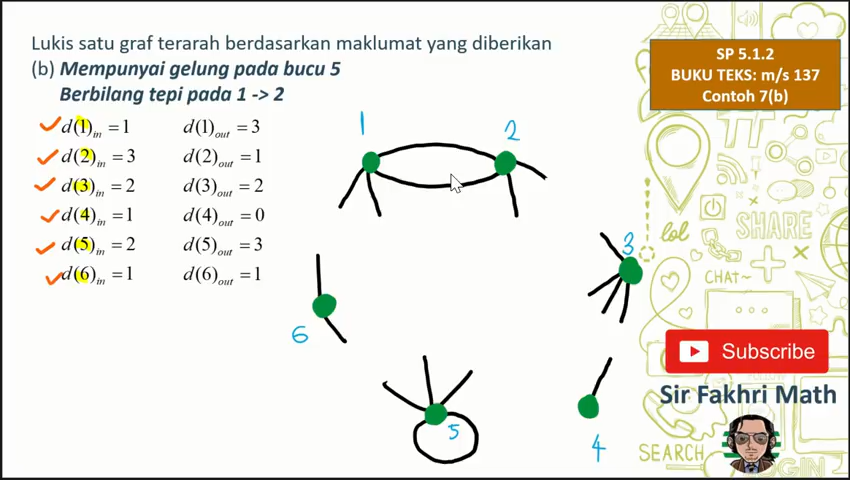 Lukis satu graf terarah berdasarkan maklumat yang diberikan
(b) Mempunyai gelung pada bucu 5
Berbilang tepi pada 1 -> 2
d(1)in = 1 d(1)out = 3
d(2)in = 3 d(2)out = 1
d(3)in = 2 d(3)out = 2
d(4)in = 1 d(4)out = 0
d(5)in = 2 d(5)out = 3
d(6)in = 1 d(6)out = 1
1
2
3
6
5
4
SP 5.1.2
BUKU TEKS: m/s 137
Contoh 7(b)
SHARE
lol
CHAT~
Subscribe
Sir Fakhri Math
SEARCH